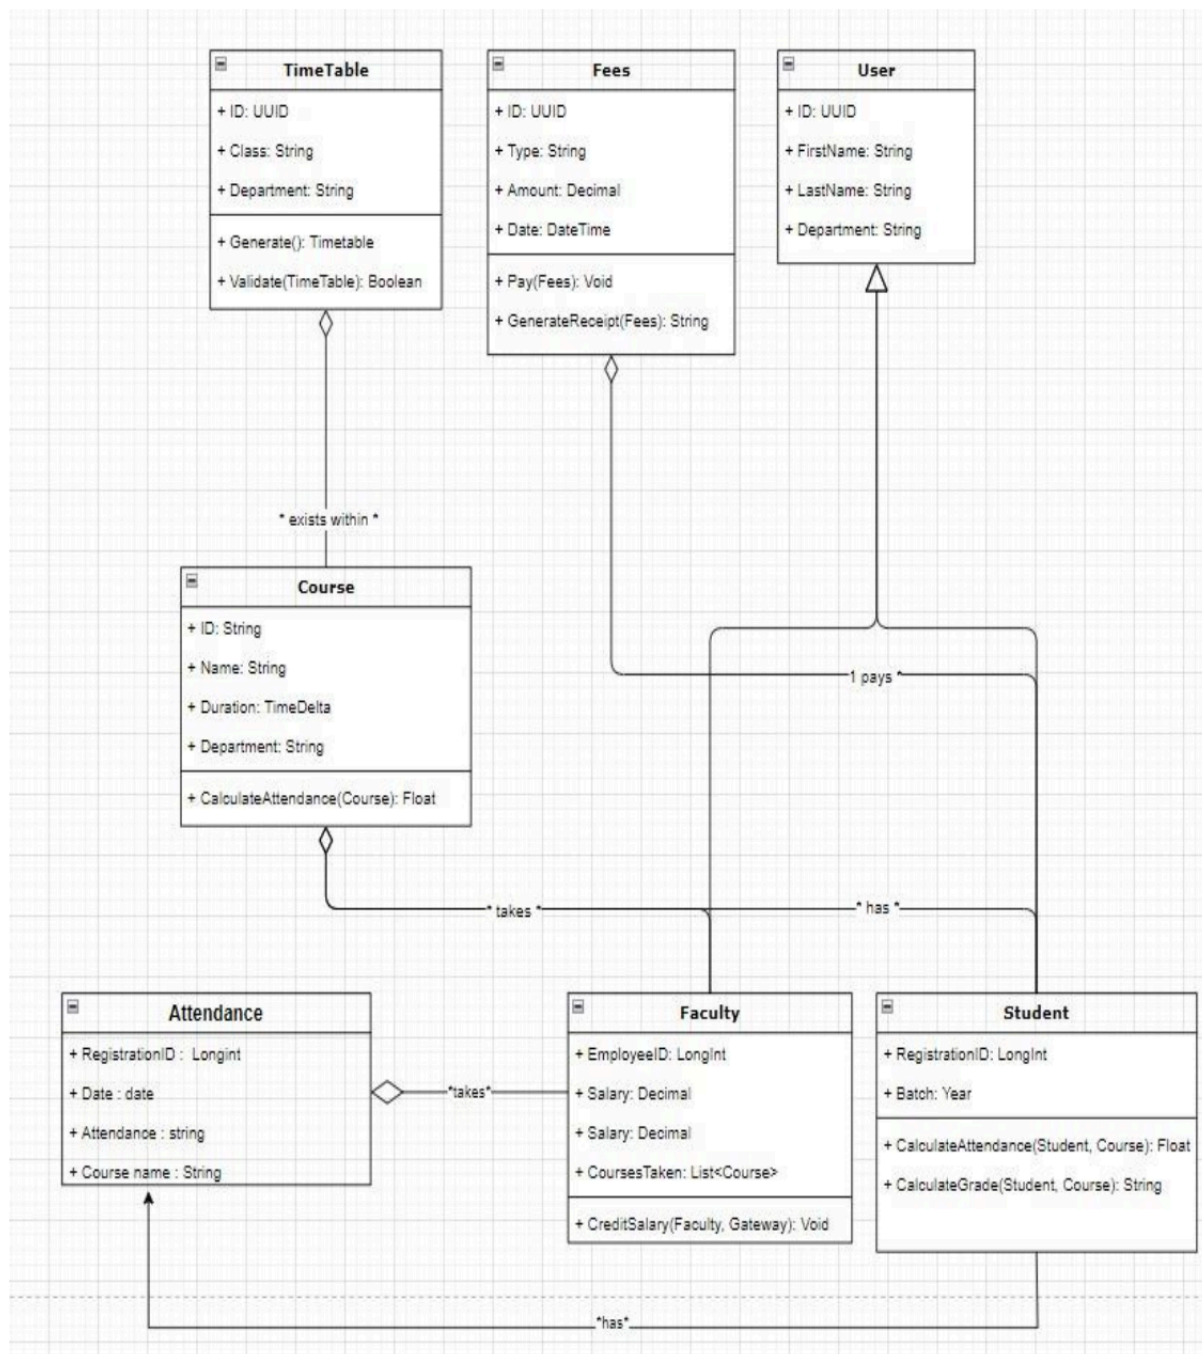 TimeTable
+ ID: UUID
+ Class: String
+ Department: String
+ Generate(): Timetable
+ Validate(TimeTable): Boolean
Fees
+ ID: UUID
+ Type: String
+ Amount: Decimal
+ Date: DateTime
+ Pay(Fees): Void
+ GenerateReceipt(Fees): String
User
+ ID: UUID
+ FirstName: String
+ LastName: String
+ Department: String
* exists within *
Course
+ ID: String
+ Name: String
+ Duration: TimeDelta
+ Department: String
+ CalculateAttendance(Course): Float
1 pays *
* takes *
* has *
Attendance
+ RegistrationID : Longint
+ Date : date
+ Attendance : string
+ Course name : String
*takes*
Faculty
+ EmployeeID: LongInt
+ Salary: Decimal
+ Salary: Decimal
+ CoursesTaken: List<Course>
+ CreditSalary(Faculty, Gateway): Void
Student
+ RegistrationID: LongInt
+ Batch: Year
+ CalculateAttendance(Student, Course): Float
+ CalculateGrade(Student, Course): String
*has*